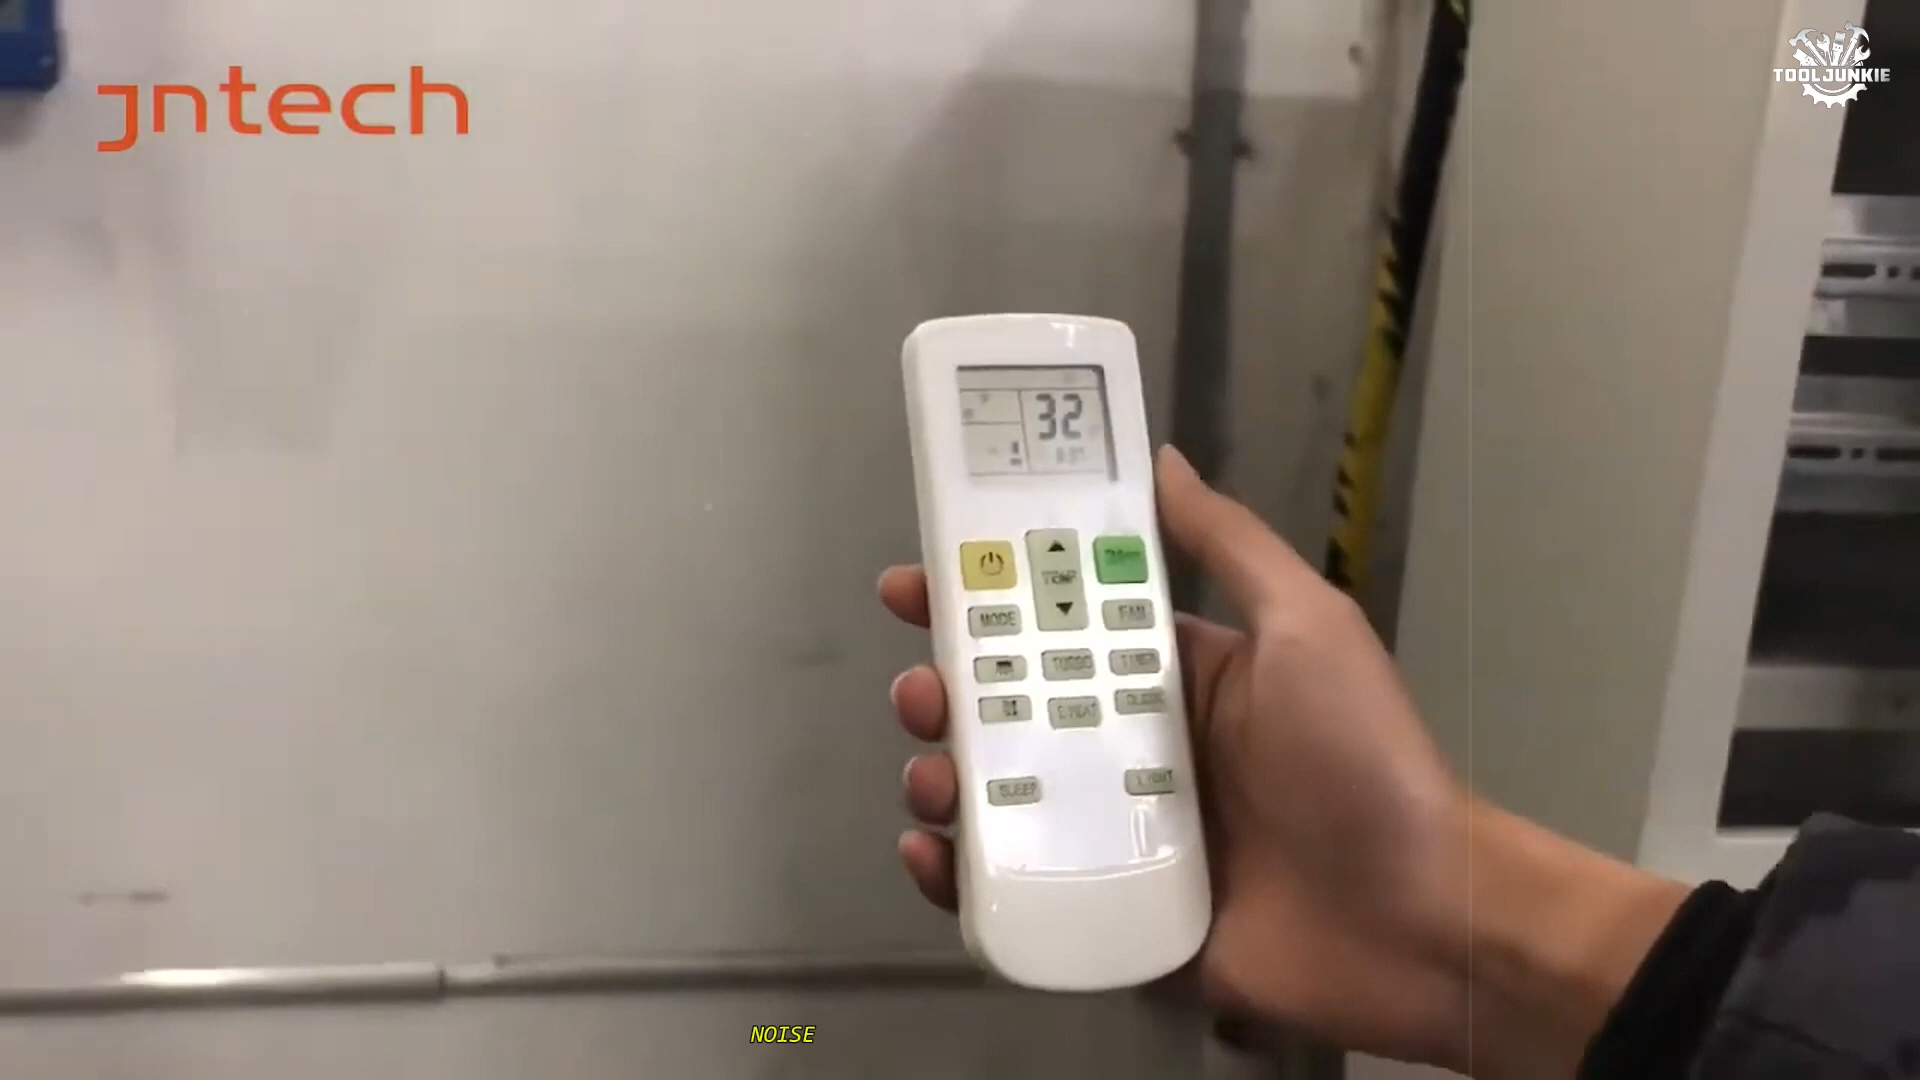 jntech
TOOLJUNKIE
32
TEMP
MODE
FAN
TURBO
TIMER
SLEEP
LIGHT
NOISE